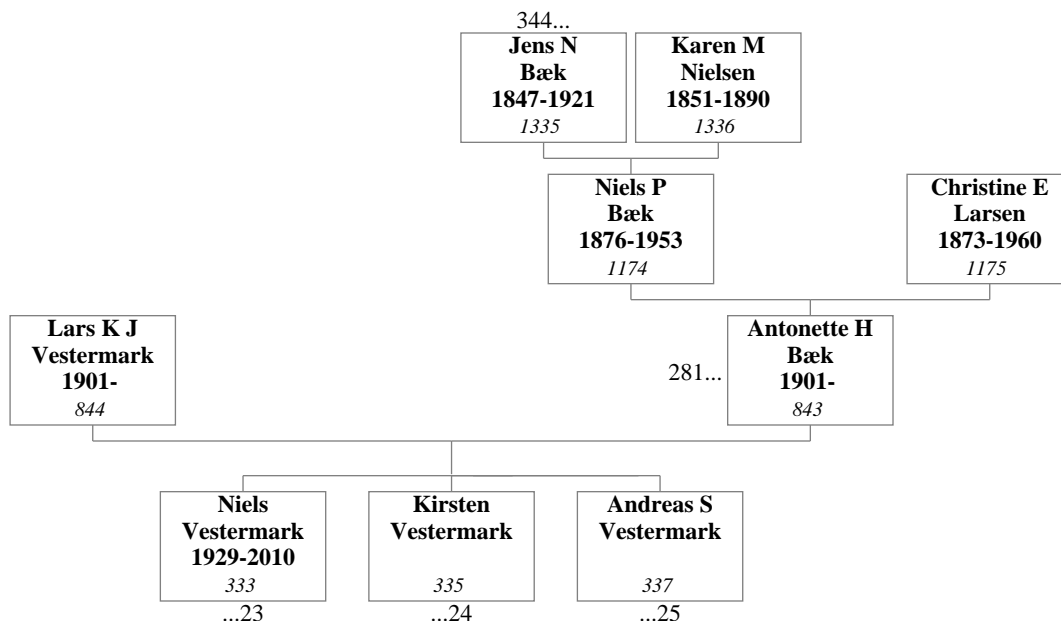 344...
Jens N
Bæk
1847-1921
1335
Karen M
Nielsen
1851-1890
1336
Niels P
Bæk
1876-1953
1174
Christine E
Larsen
1873-1960
1175
Lars K J
Vestermark
1901-
844
281...
Antonette H
Bæk
1901-
843
Niels
Vestermark
1929-2010
333
...23
Kirsten
Vestermark
335
...24
Andreas S
Vestermark
337
...25